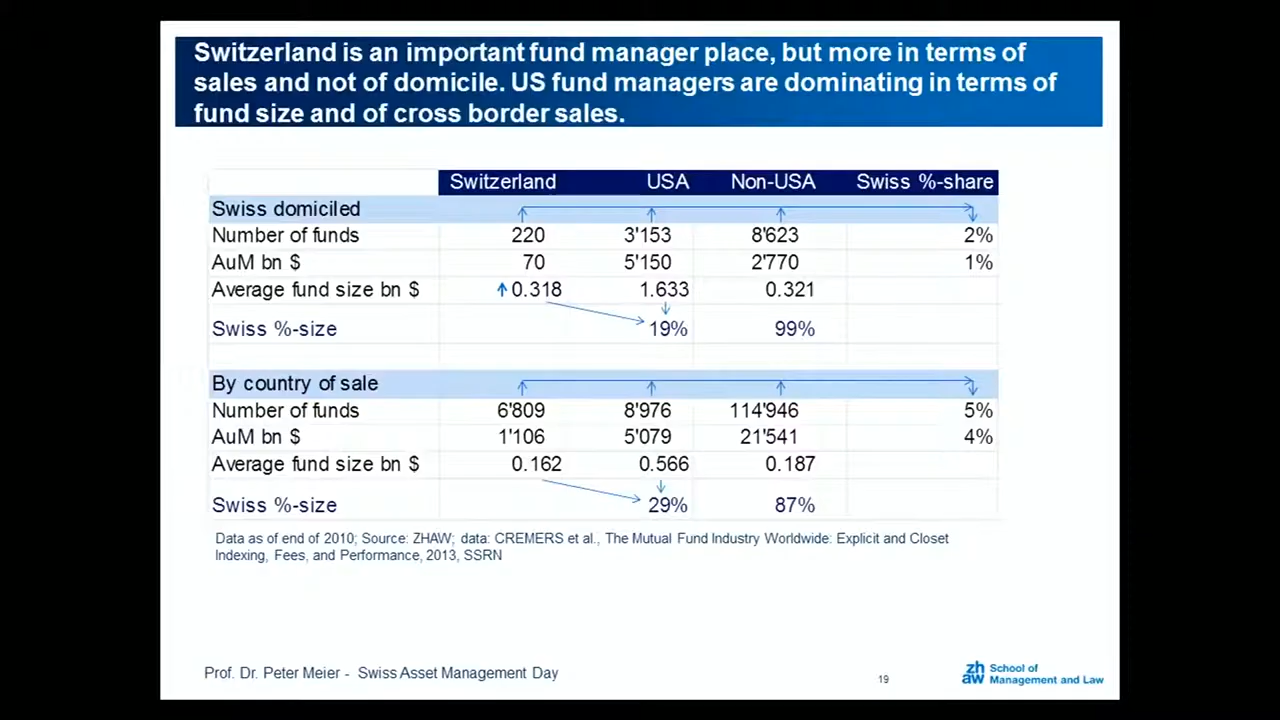 Switzerland is an important fund manager place, but more in terms of
sales and not of domicile. US fund managers are dominating in terms of
fund size and of cross border sales.
Switzerland USA Non-USA Swiss %-share
Swiss domiciled
Number of funds 220 3'153 8'623 2%
AuM bn $ 70 5'150 2'770 1%
Average fund size bn $ 0.318 1.633 0.321
Swiss %-size 19% 99%
By country of sale
Number of funds 6'809 8'976 114'946 5%
AuM bn $ 1'106 5'079 21'541 4%
Average fund size bn $ 0.162 0.566 0.187
Swiss %-size 29% 87%
Data as of end of 2010; Source: ZHAW; data: CREMERS et al., The Mutual Fund Industry Worldwide: Explicit and Closet
Indexing, Fees, and Performance, 2013, SSRN
Prof. Dr. Peter Meier - Swiss Asset Management Day
19
zh
aw
School of
Management and Law